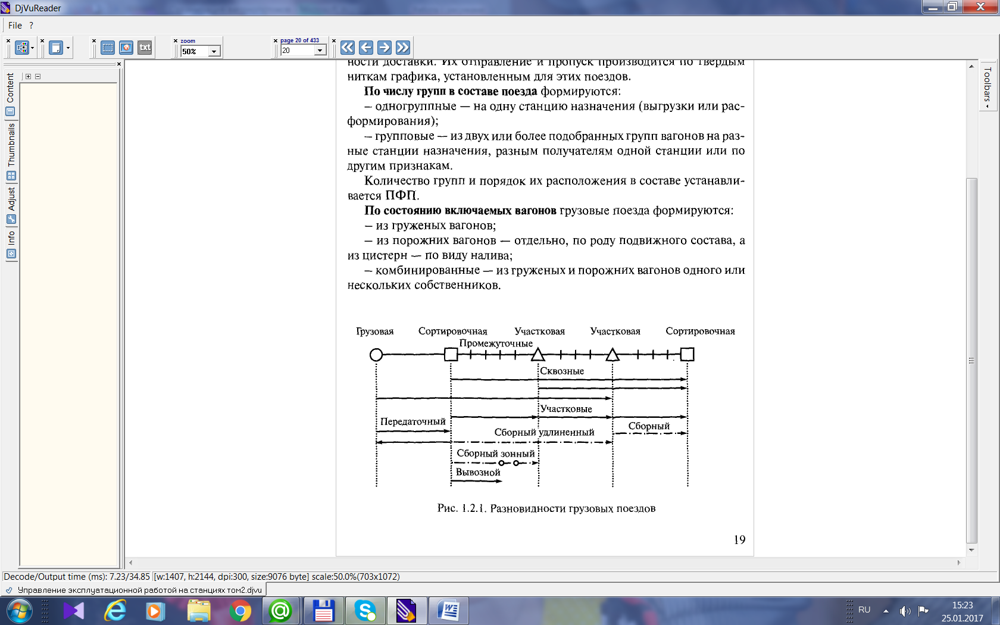 DjVuReader
File ?
zoom
50%
page 20 of 433
20
txt
Content
Thumbnails
Adjust
Info
Toolbars
ности доставки. Их отправление и пропуск производится по твердым
ниткам графика, установленным для этих поездов.
По числу групп в составе поезда формируются:
– одногруппные — на одну станцию назначения (выгрузки или рас-
формирования);
– групповые — из двух или более подобранных групп вагонов на раз-
ные станции назначения, разным получателям одной станции или по
другим признакам.
Количество групп и порядок их расположения в составе устанавли-
вается ПФП.
По состоянию включаемых вагонов грузовые поезда формируются:
– из груженых вагонов;
– из порожних вагонов — отдельно, по роду подвижного состава, а
из цистерн — по виду налива;
– комбинированные — из груженых и порожних вагонов одного или
нескольких собственников.
Грузовая Сортировочная Участковая Участковая Сортировочная
Промежуточные
Сквозные
Участковые
Передаточный
Сборный
Сборный удлиненный
Сборный зонный
Вывозной
Рис. 1.2.1. Разновидности грузовых поездов
19
Decode/Output time (ms): 7.23/34.85 [w:1407, h:2144, dpi:300, size:9076 byte] scale:50.0%(703x1072)
Управление эксплуатационной работой на станциях том2.djvu
RU
15:23
25.01.2017